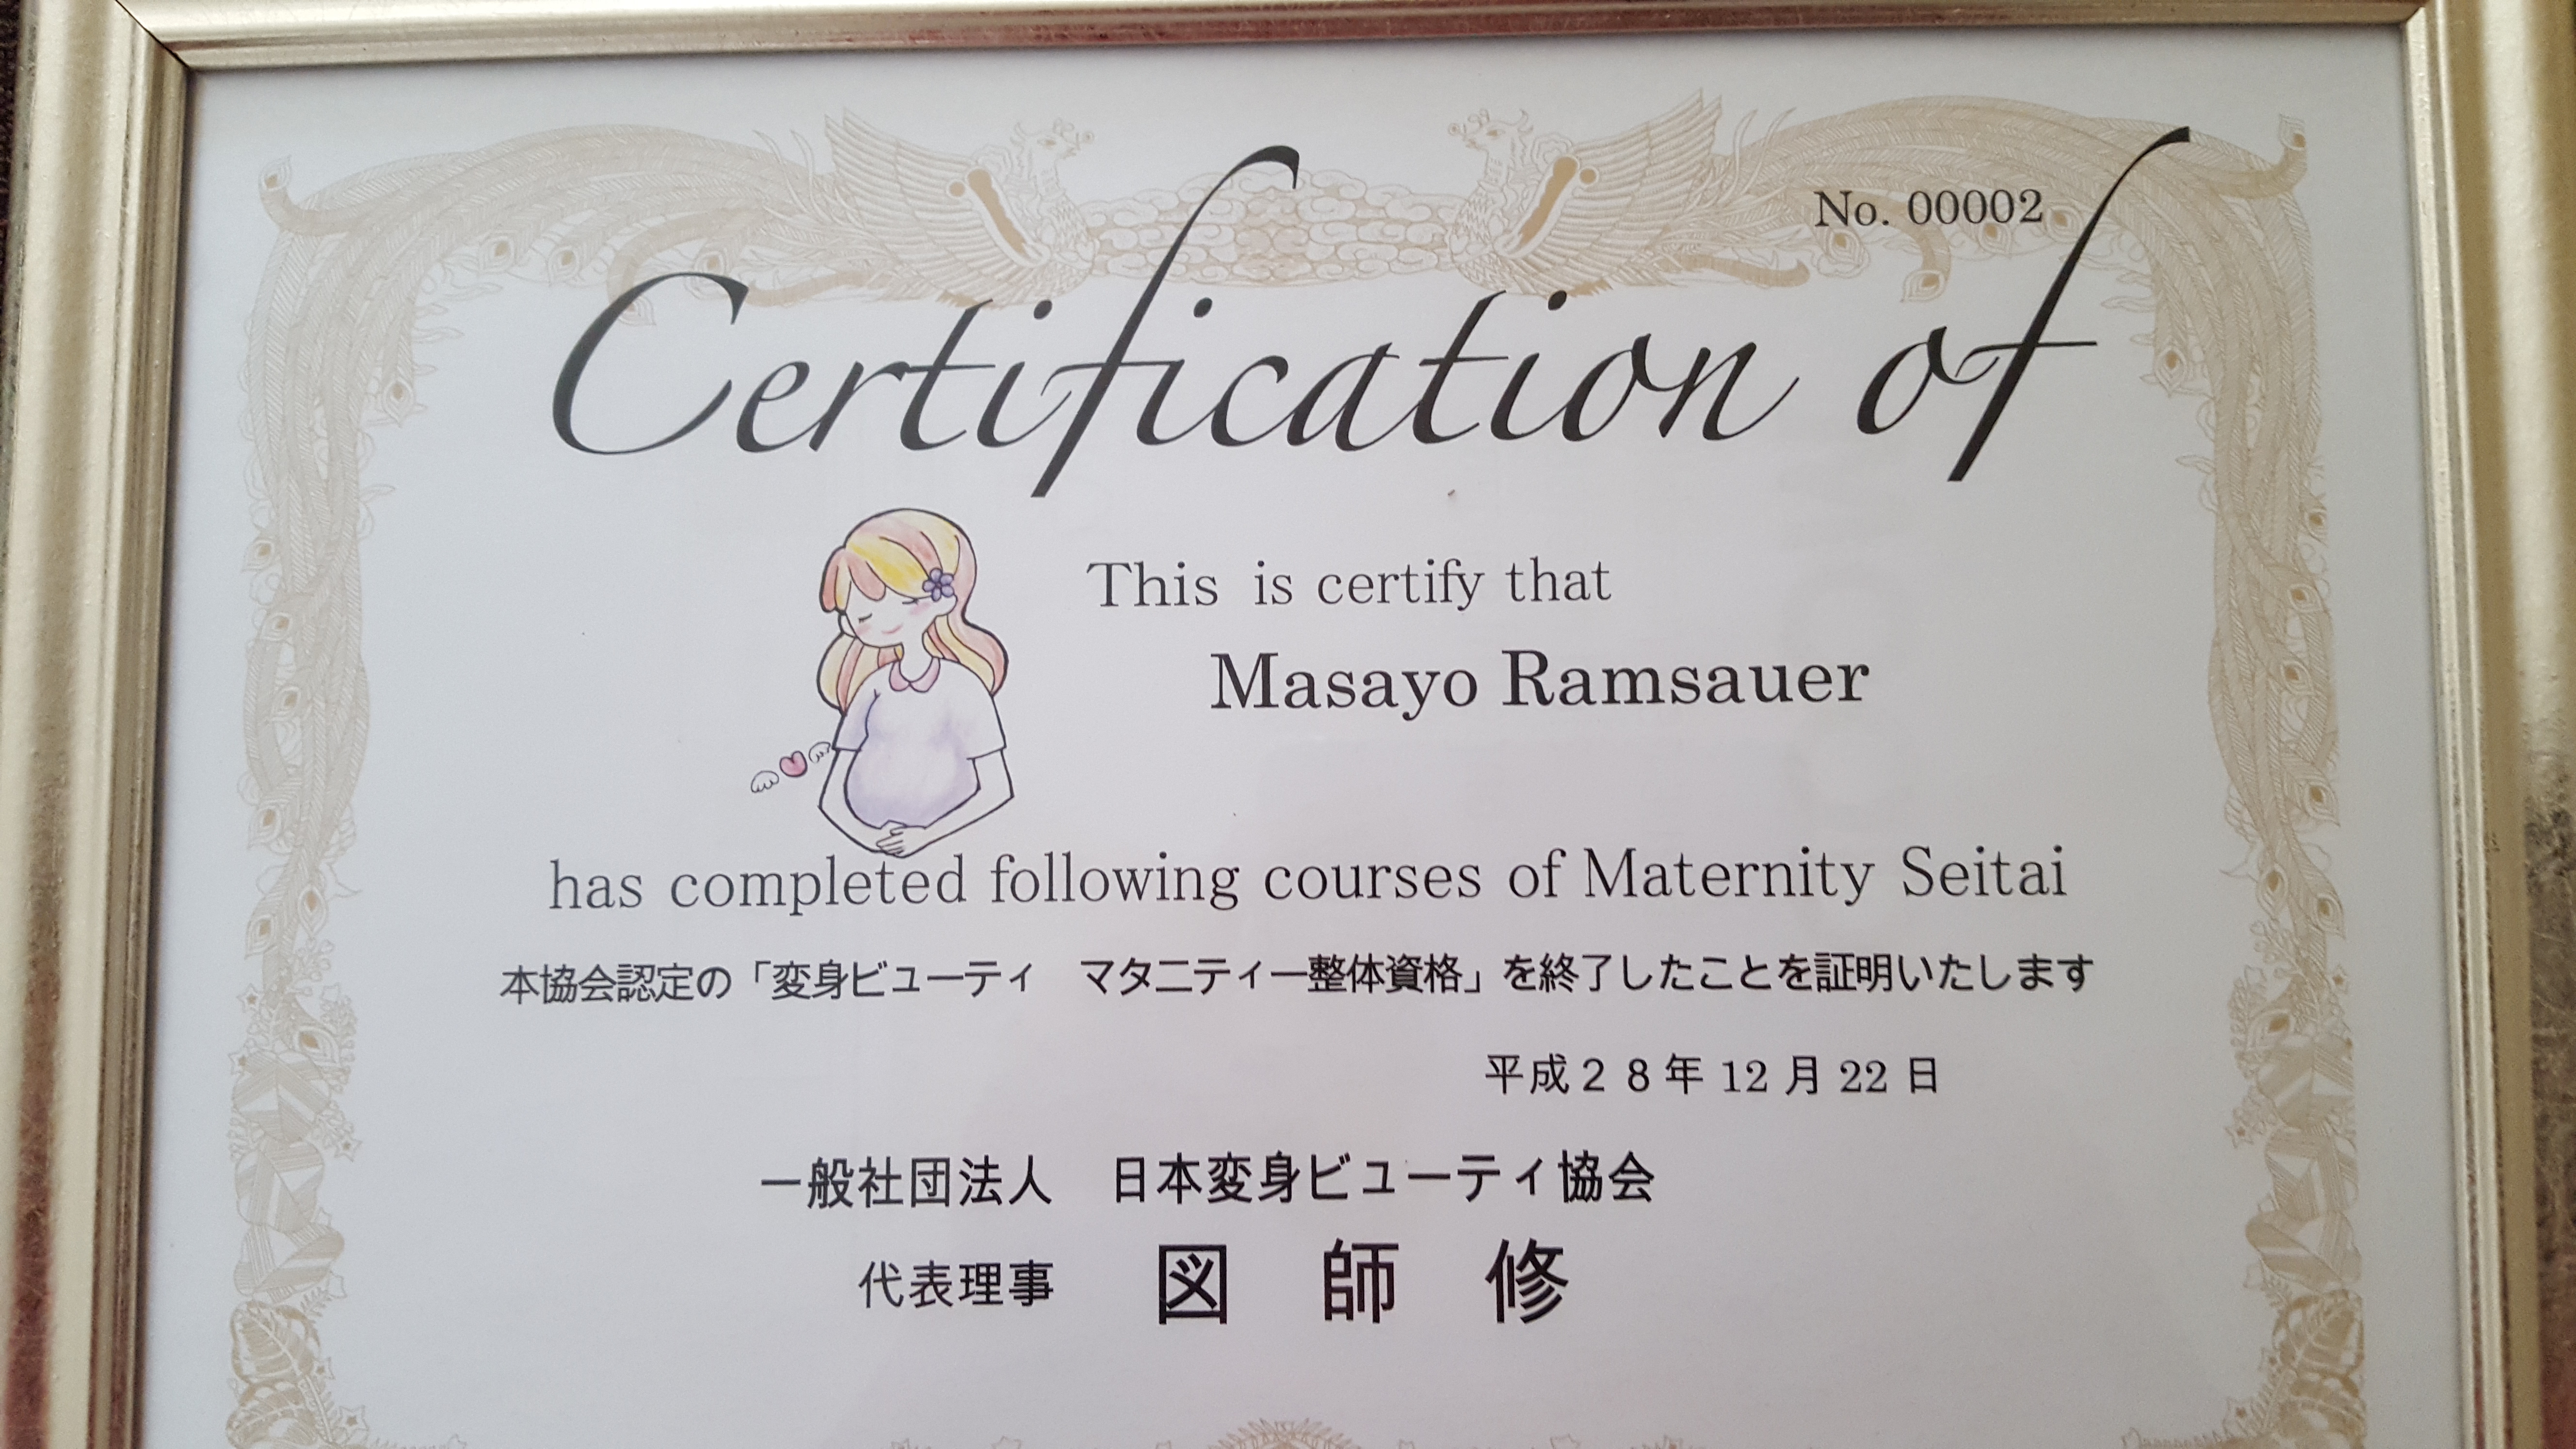 No. 00002
Certification of
This is certify that
Masayo Ramsauer
has completed following courses of Maternity Seitai
本協会認定の「変身ビューティ　マタニティー整体資格」を終了したことを証明いたします
平成２８年 12 月 22 日
一般社団法人　日本変身ビューティ協会
代表理事　図　師　修